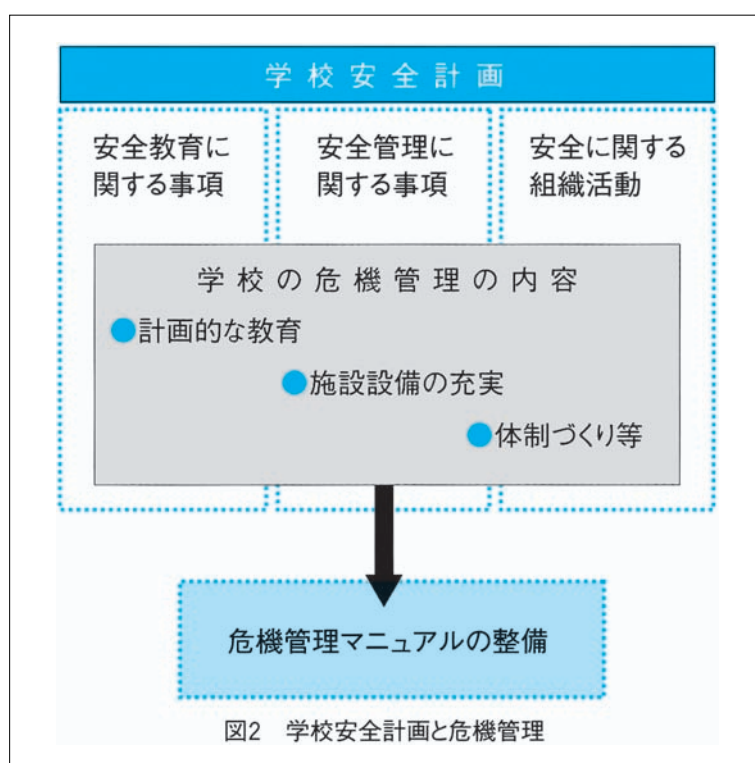 学校安全計画
安全教育に
関する事項
安全管理に
関する事項
安全に関する
組織活動
学校の危機管理の内容
●計画的な教育
●施設設備の充実
●体制づくり等
危機管理マニュアルの整備
図2 学校安全計画と危機管理